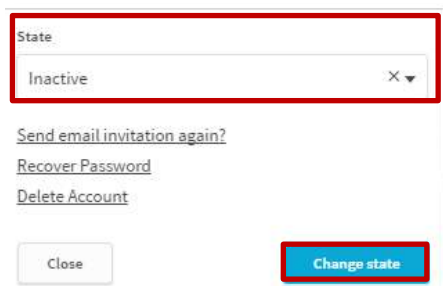 State
Inactive
Send email invitation again?
Recover Password
Delete Account
Close
Change state